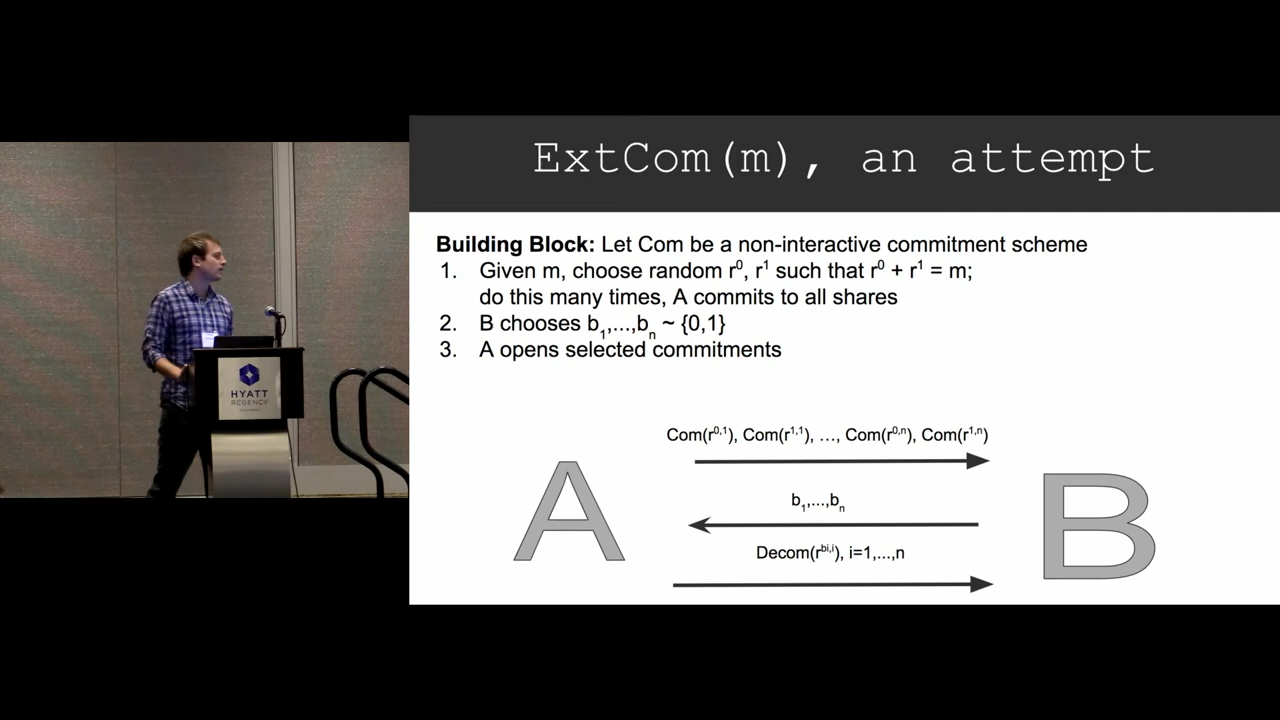 ExtCom(m), an attempt
Building Block: Let Com be a non-interactive commitment scheme
1. Given m, choose random r⁰, r¹ such that r⁰ + r¹ = m;
do this many times, A commits to all shares
2. B chooses b₁,...,bₙ ~ {0,1}
3. A opens selected commitments
Com(r⁰,¹), Com(r¹,¹), …, Com(r⁰,ⁿ), Com(r¹,ⁿ)
A
b₁,...,bₙ
B
Decom(r^bi,i), i=1,...,n
HYATT
REGENCY